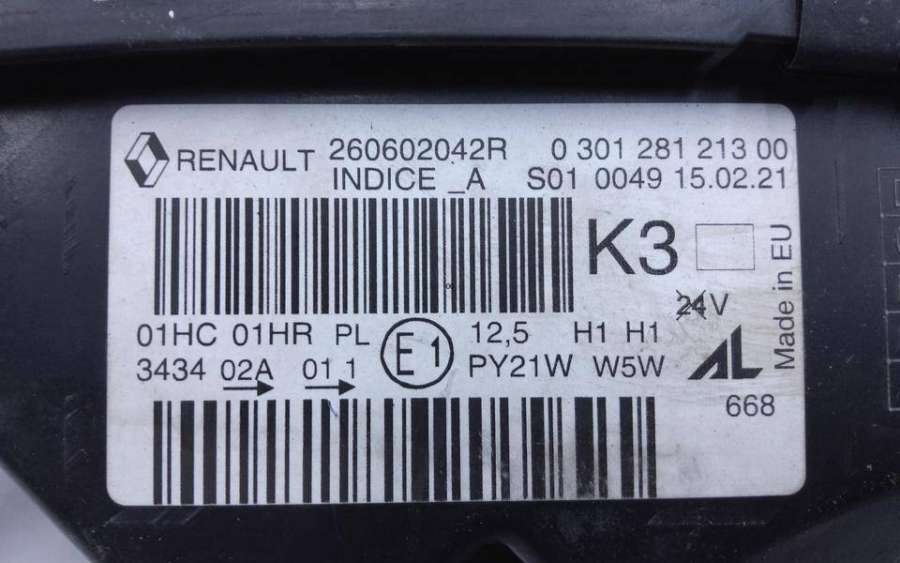 RENAULT 260602042R 0 301 281 213 00
INDICE _A S01 0049 15.02.21
K3
Made in EU
24V
01HC 01HR PL E1 12,5 H1 H1
3434 02A 01 1 PY21W W5W AL
668